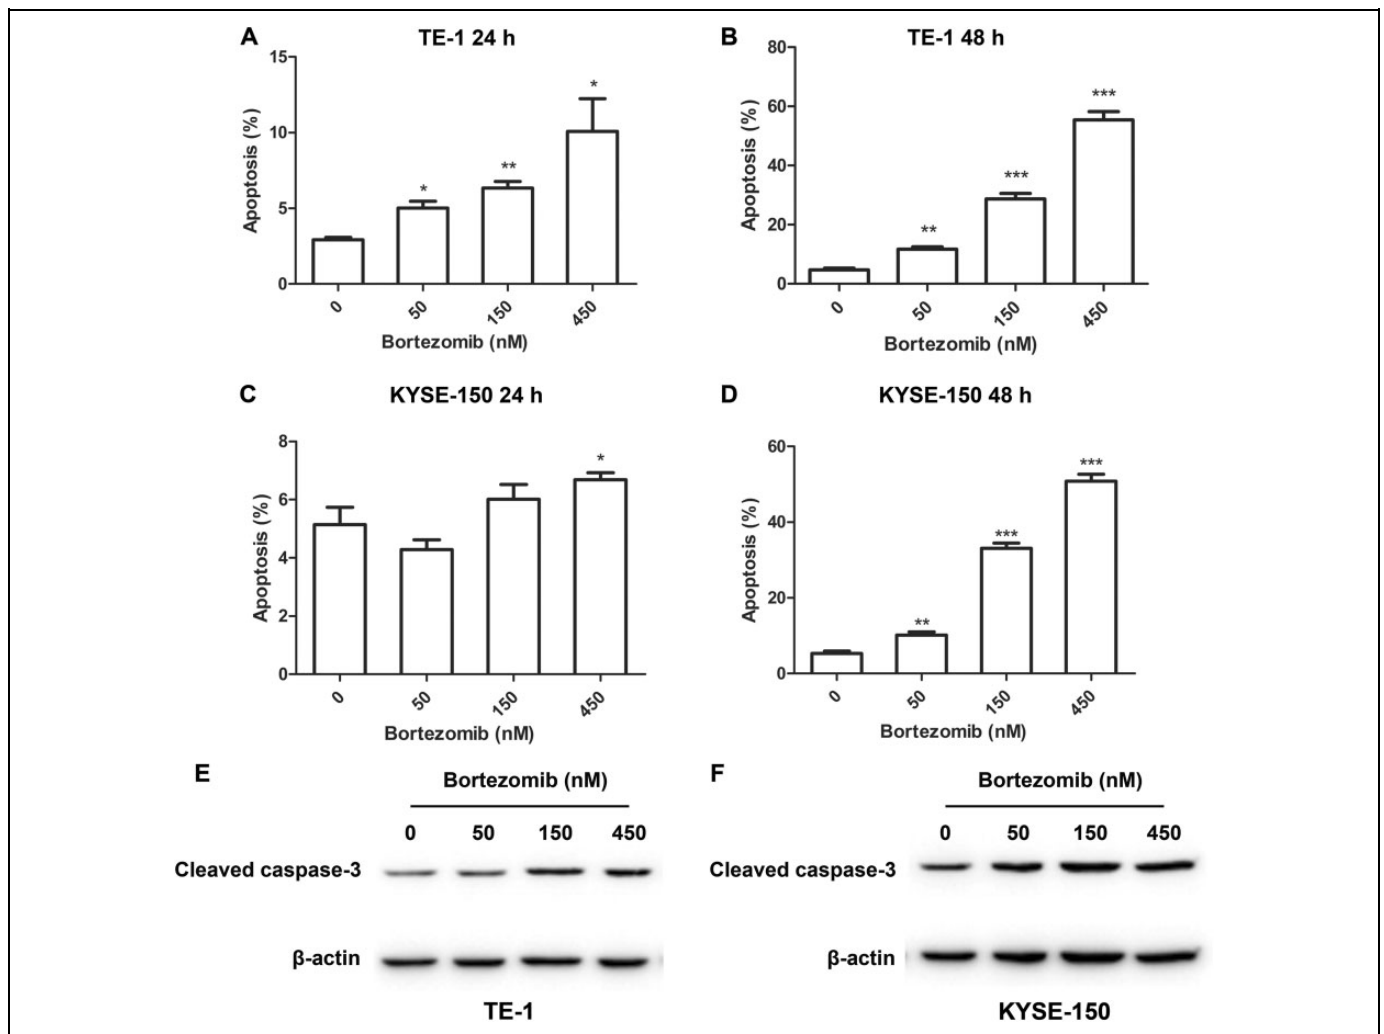 A
TE-1 24 h
Apoptosis (%)
15
10
5
0
*
**
*
0
50
150
450
Bortezomib (nM)
B
TE-1 48 h
Apoptosis (%)
80
60
40
20
0
**
***
***
0
50
150
450
Bortezomib (nM)
C
KYSE-150 24 h
Apoptosis (%)
8
6
4
2
0
*
0
50
150
450
Bortezomib (nM)
D
KYSE-150 48 h
Apoptosis (%)
60
40
20
0
**
***
***
0
50
150
450
Bortezomib (nM)
E
Bortezomib (nM)
0 50 150 450
Cleaved caspase-3
β-actin
TE-1
F
Bortezomib (nM)
0 50 150 450
Cleaved caspase-3
β-actin
KYSE-150